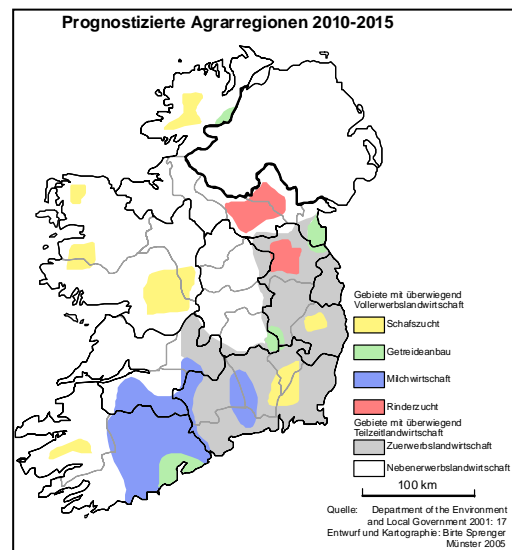 Prognostizierte Agrarregionen 2010-2015
Gebiete mit überwiegend
Vollerwerbslandwirtschaft
Schafszucht
Getreideanbau
Milchwirtschaft
Rinderzucht
Gebiete mit überwiegend
Teilzeitlandwirtschaft
Zuerwerbslandwirtschaft
Nebenerwerbslandwirtschaft
100 km
Quelle: Department of the Environment
and Local Government 2001: 17
Entwurf und Kartographie: Birte Sprenger
Münster 2005